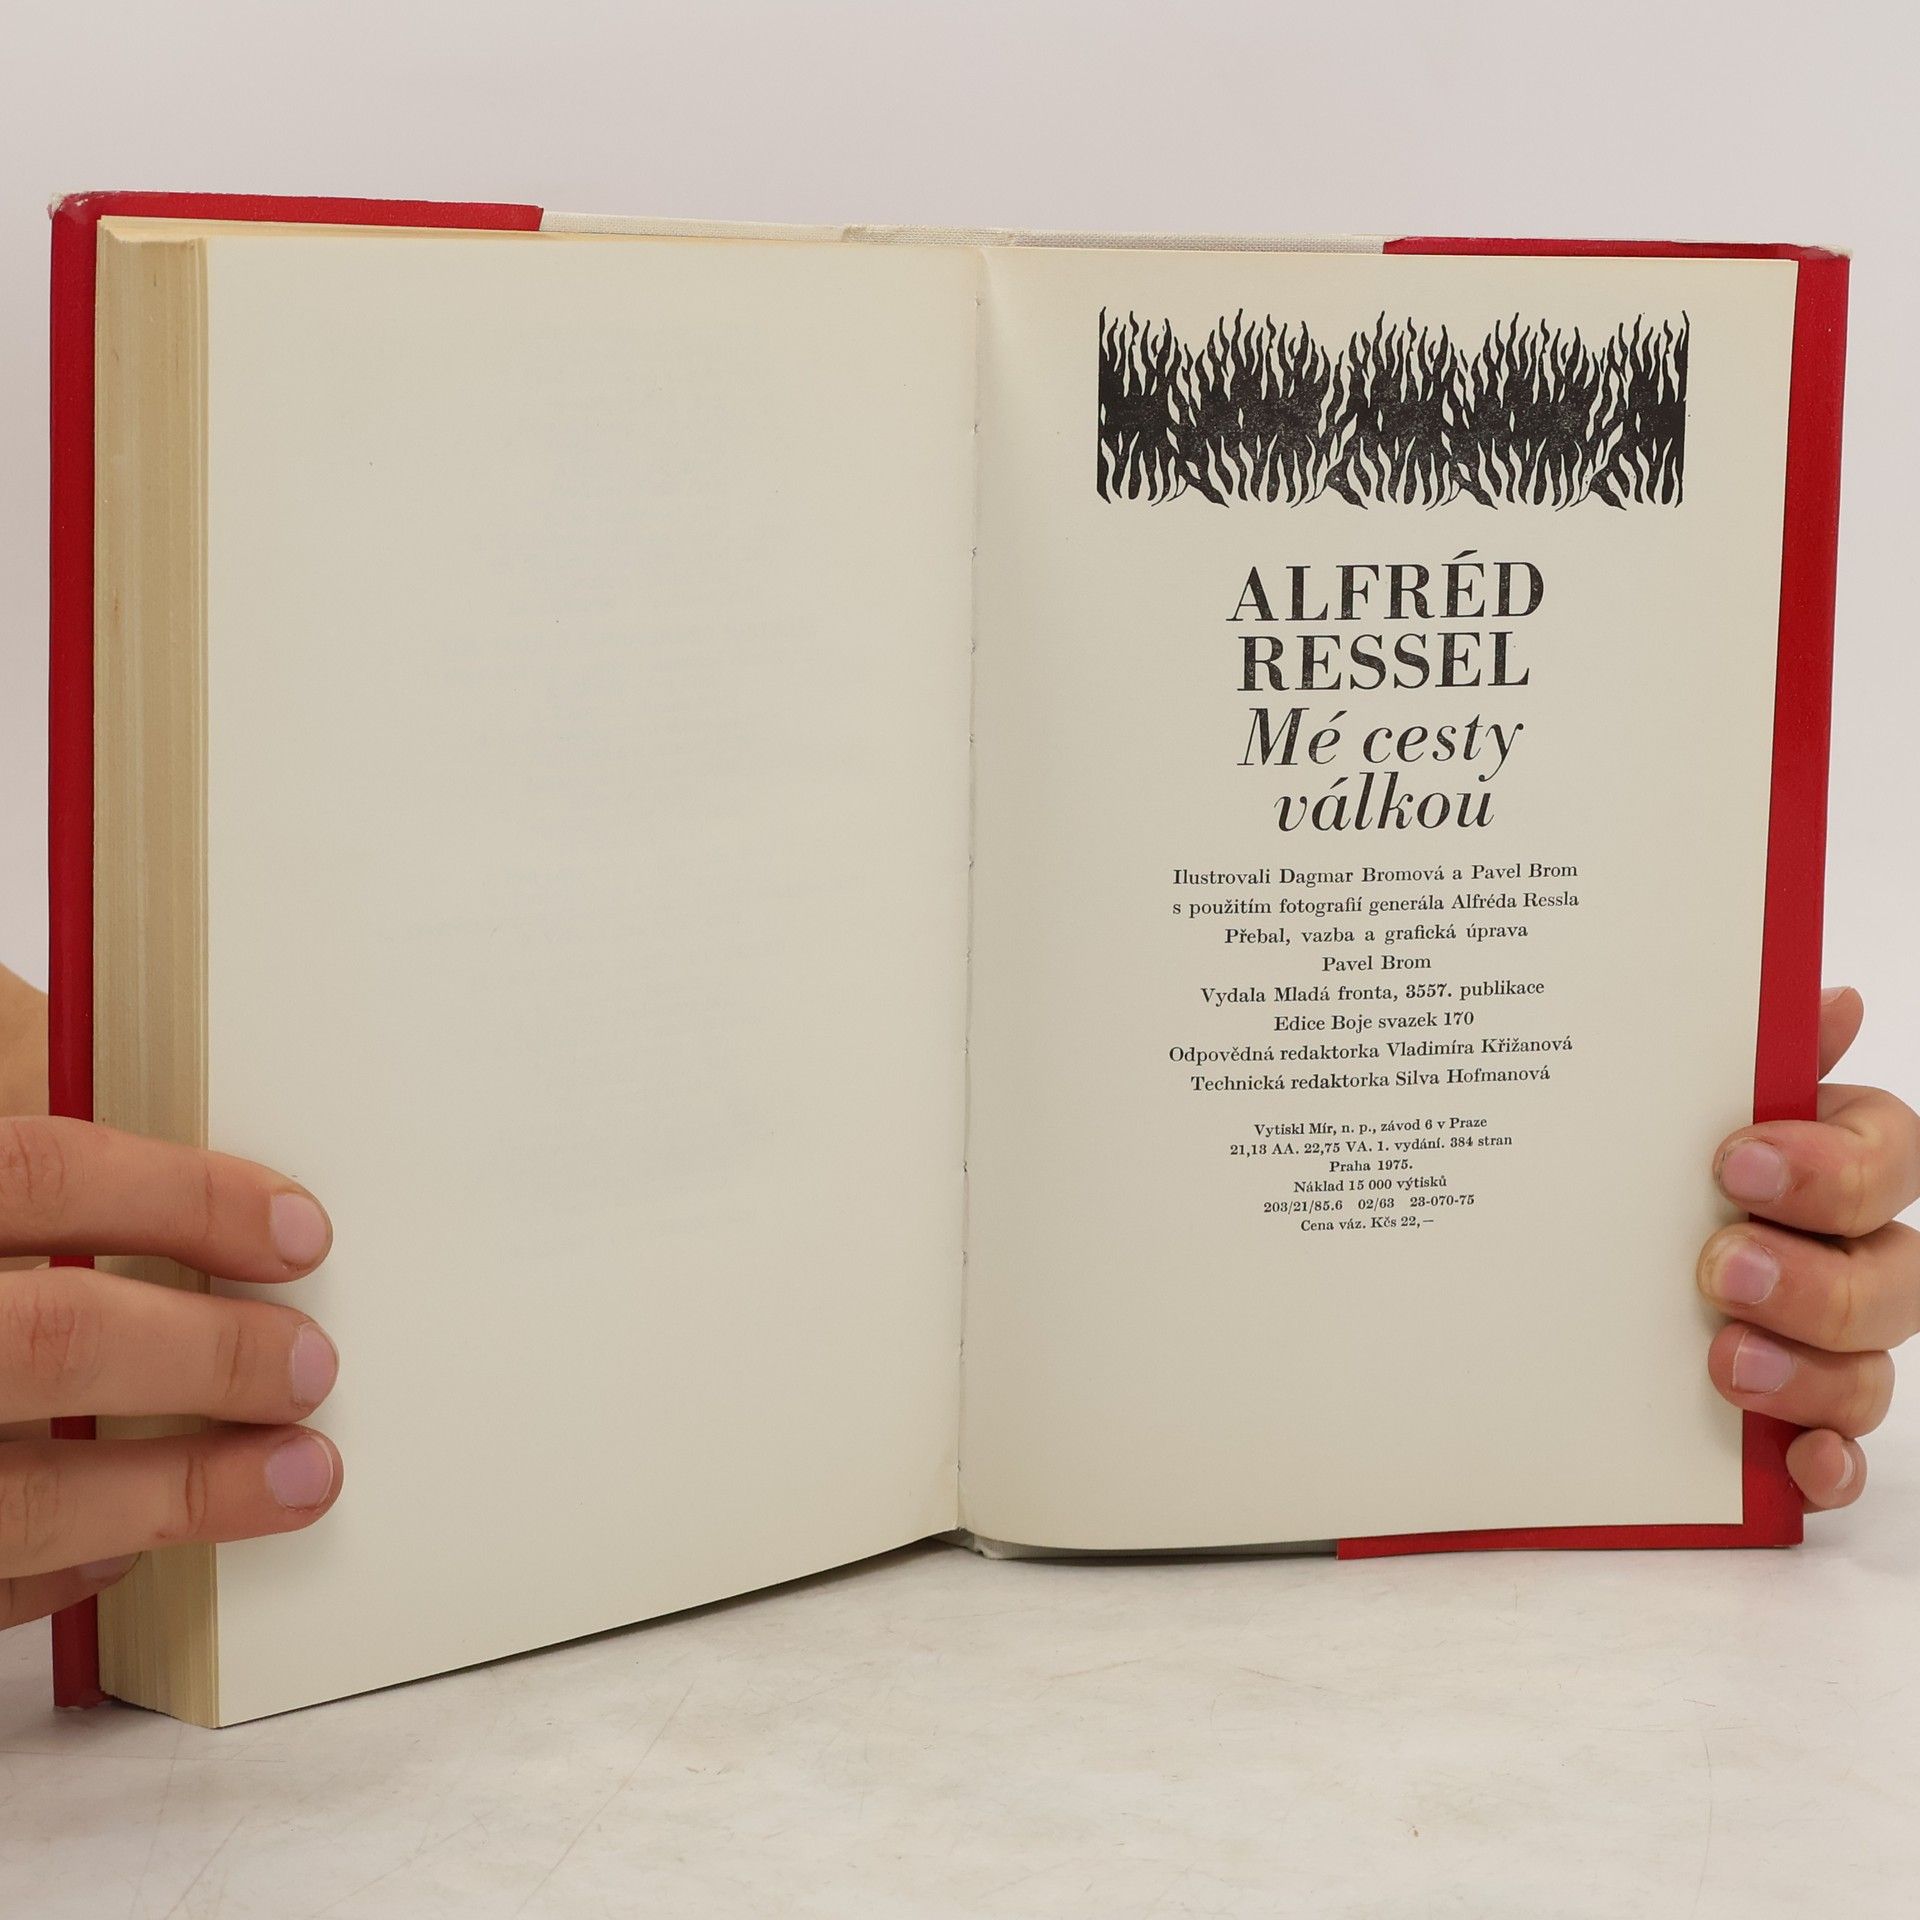 ALFRÉD
RESSEL
Mé cesty
válkou
Ilustrovali Dagmar Bromová a Pavel Brom
s použitím fotografií generála Alfréda Ressla
Přebal, vazba a grafická úprava
Pavel Brom
Vydala Mladá fronta, 3557. publikace
Edice Boje svazek 170
Odpovědná redaktorka Vladimíra Křižanová
Technická redaktorka Silva Hofmanová
Vytiskl Mír, n. p., závod 6 v Praze
21,13 AA. 22,75 VA. 1. vydání. 384 stran
Praha 1975.
Náklad 15 000 výtisků
203/21/85.6 02/63 23-070-75
Cena váz. Kčs 22,—